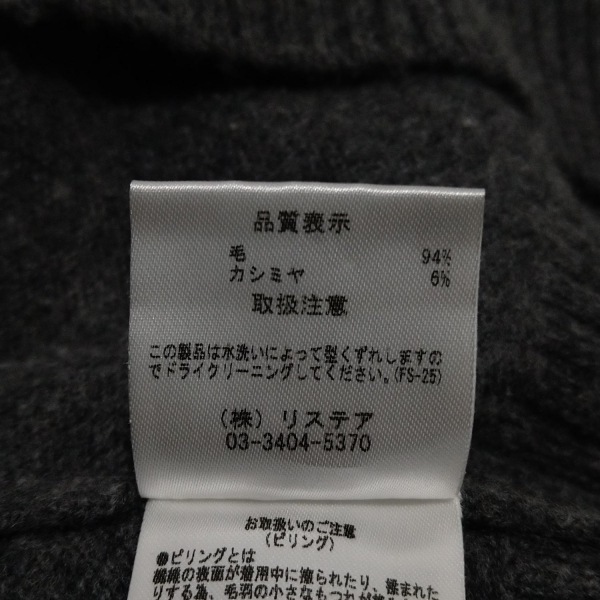 品質表示
毛 94%
カシミヤ 6%
取扱注意
この製品は水洗いによって型くずれしますの
でドライクリーニングしてください。(FS-25)
(株) リステア
03-3404-5370
お取扱いのご注意
(ピリング)
●ピリングとは
繊維の表面が着用中に擦られたり、揉まれた
りする為、毛羽の小さなもつれが